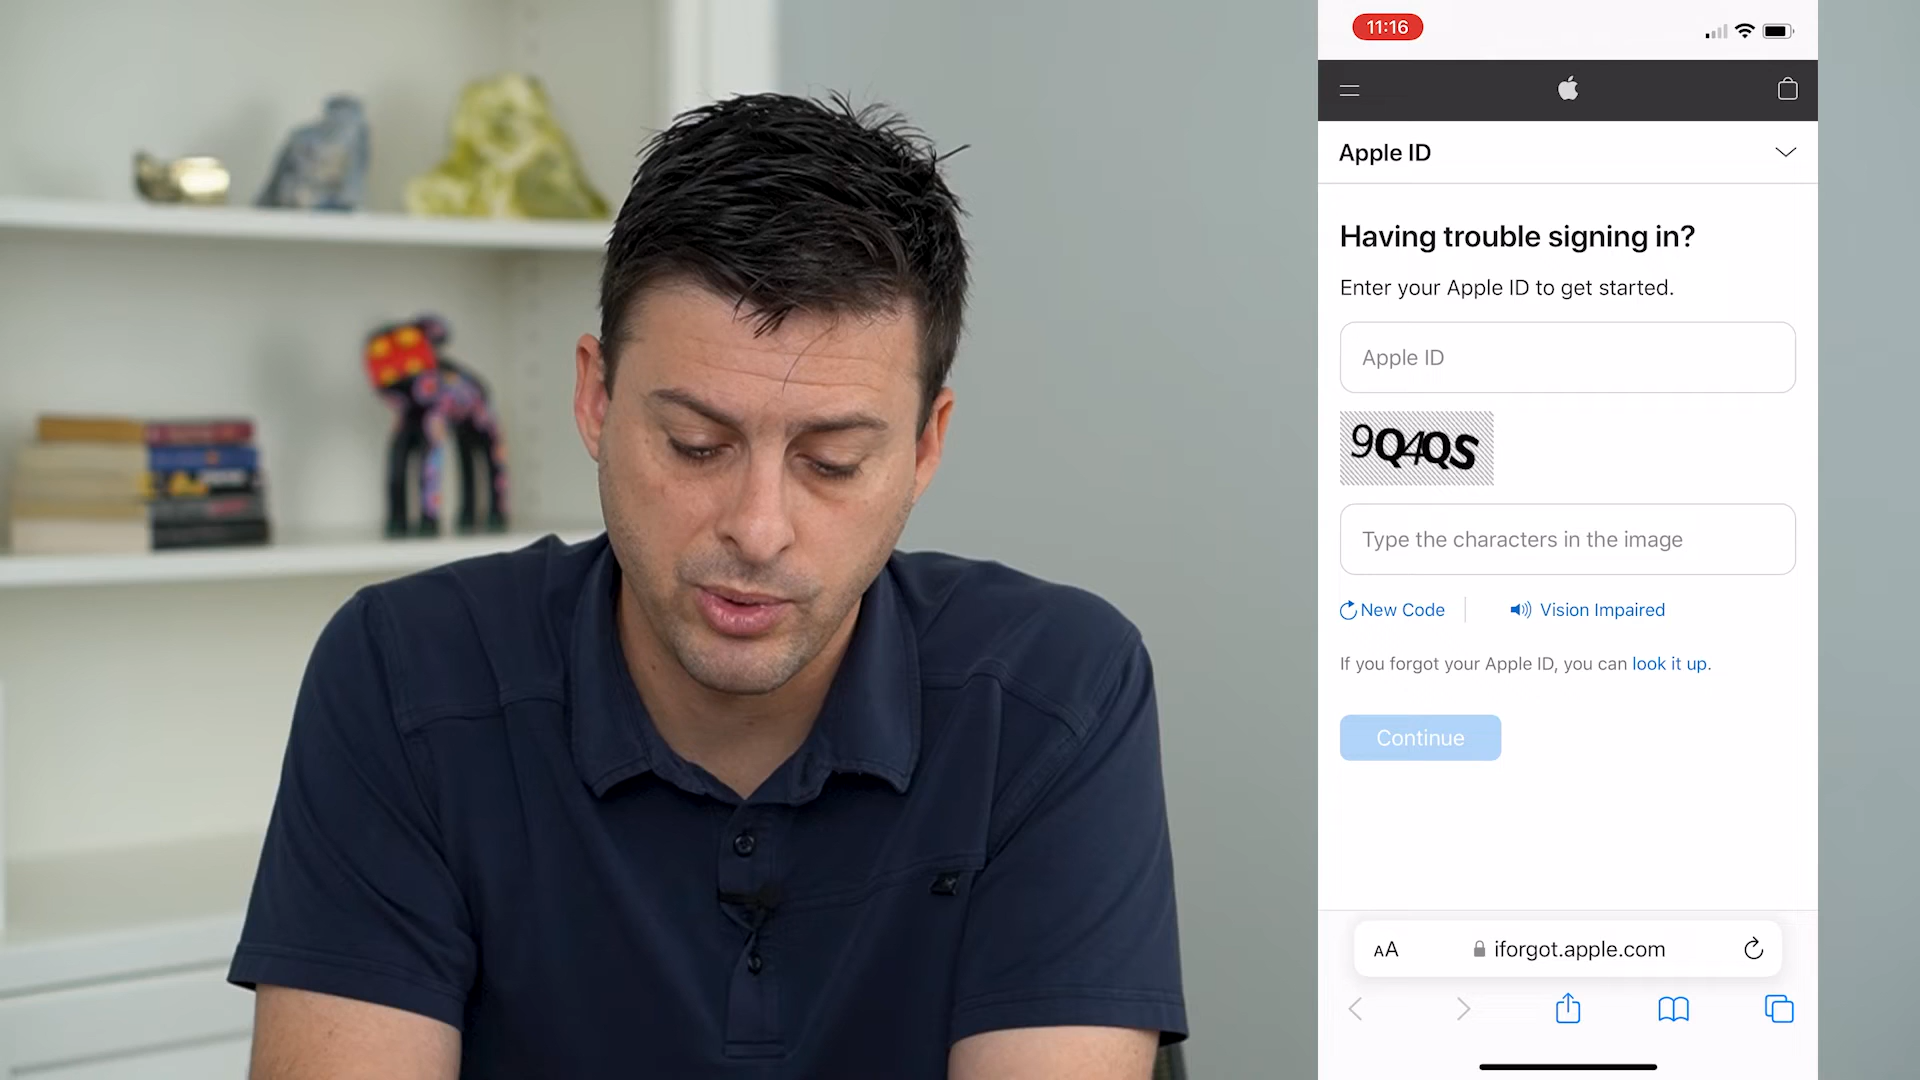 11:16
Apple ID
Having trouble signing in?
Enter your Apple ID to get started.
Apple ID
9Q4QS
Type the characters in the image
New Code
Vision Impaired
If you forgot your Apple ID, you can look it up.
Continue
AA
iforgot.apple.com